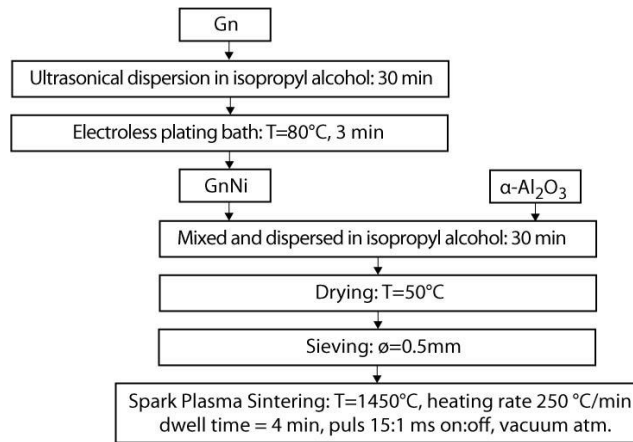 Gn
Ultrasonical dispersion in isopropyl alcohol: 30 min
Electroless plating bath: T=80°C, 3 min
GnNi
α-Al₂O₃
Mixed and dispersed in isopropyl alcohol: 30 min
Drying: T=50°C
Sieving: ø=0.5mm
Spark Plasma Sintering: T=1450°C, heating rate 250 °C/min
dwell time = 4 min, puls 15:1 ms on:off, vacuum atm.